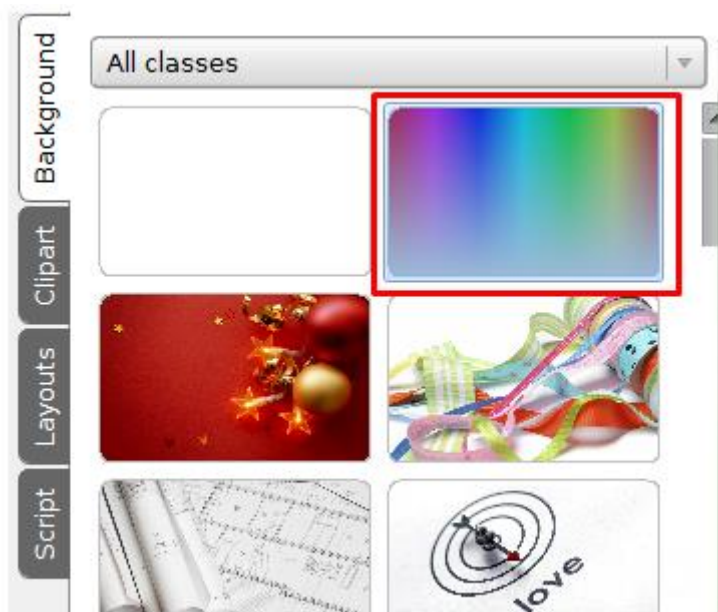 Background
All classes
Clipart
Layouts
Script
love